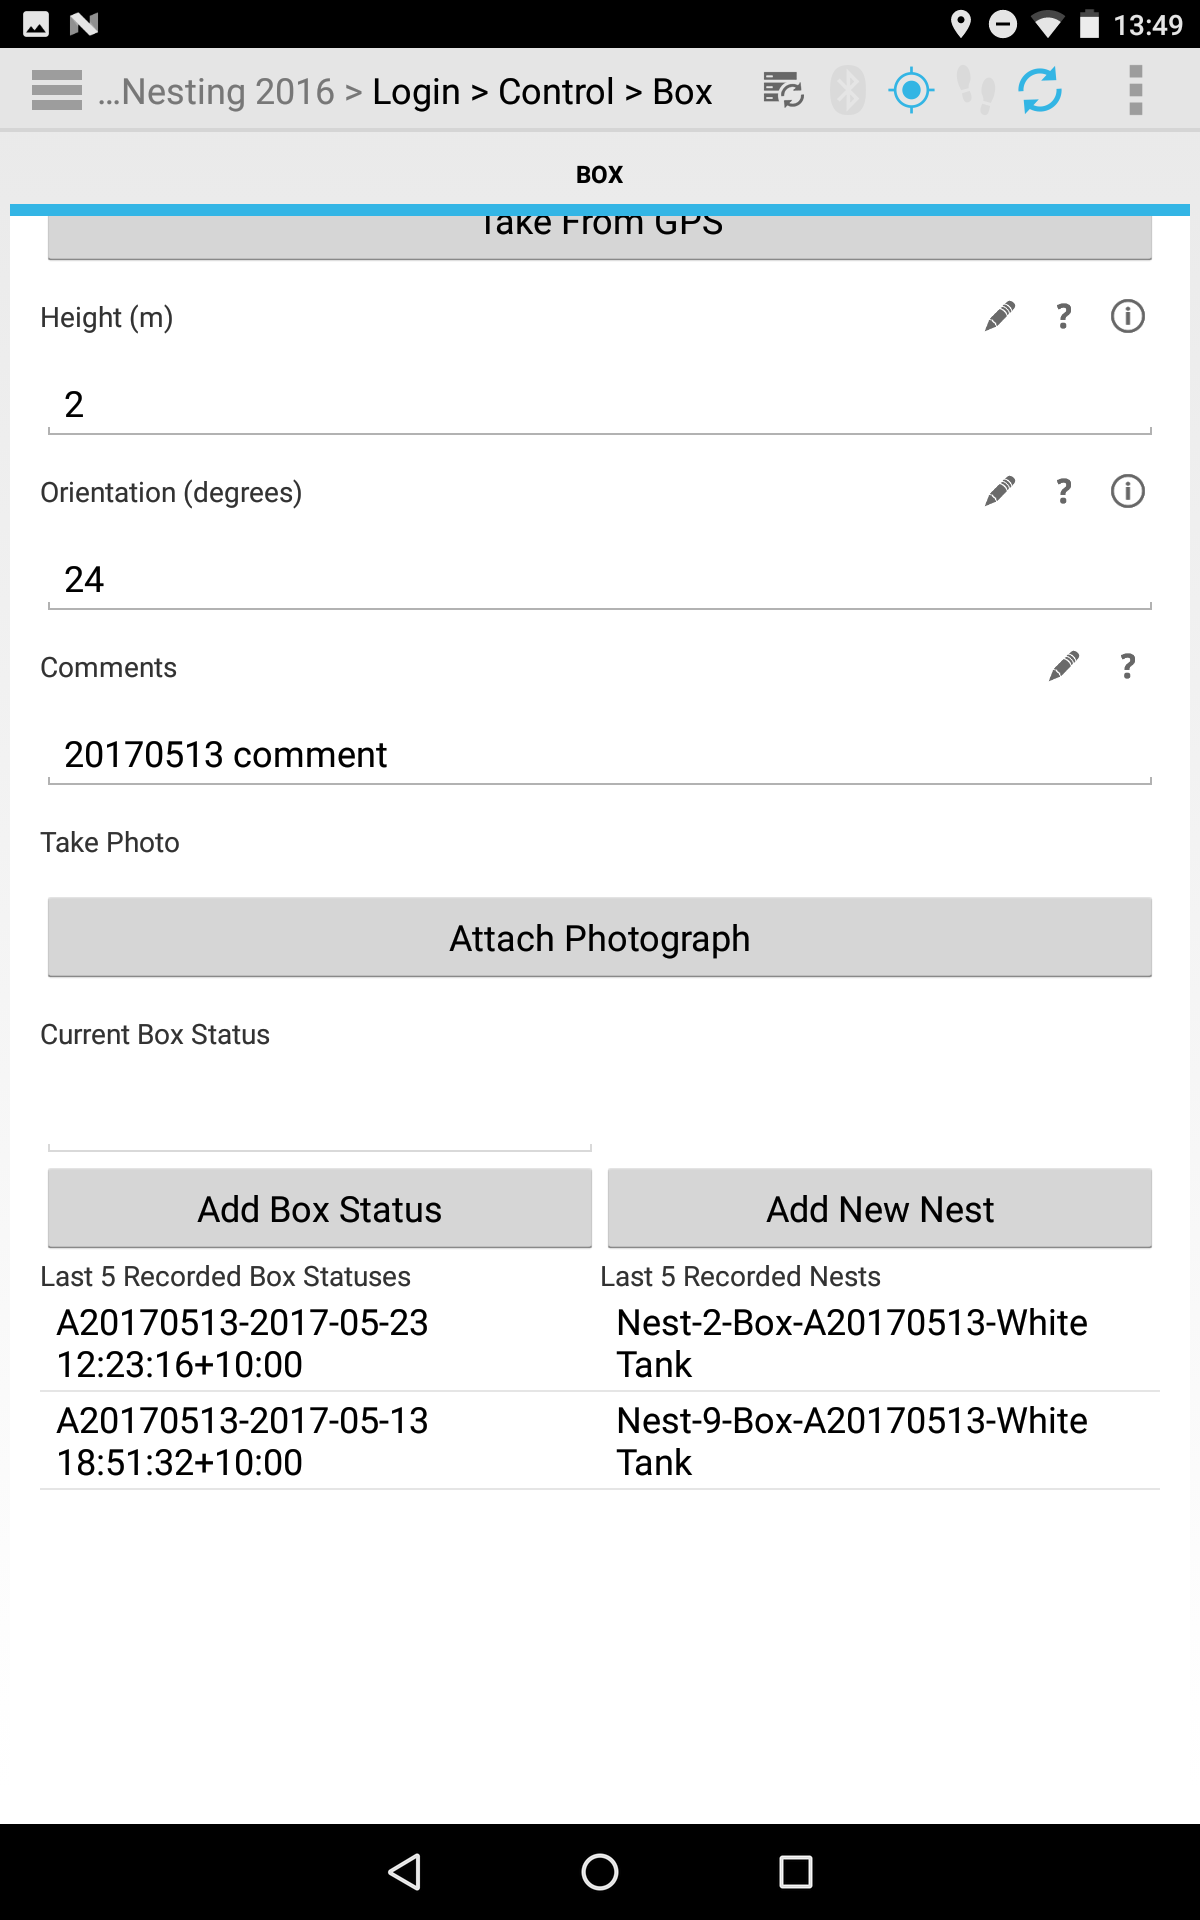 13:49
...Nesting 2016 > Login > Control > Box
BOX
Take From GPS
Height (m)
?
2
Orientation (degrees)
?
24
Comments
?
20170513 comment
Take Photo
Attach Photograph
Current Box Status
Add Box Status
Add New Nest
Last 5 Recorded Box Statuses
Last 5 Recorded Nests
A20170513-2017-05-23
12:23:16+10:00
Nest-2-Box-A20170513-White
Tank
A20170513-2017-05-13
18:51:32+10:00
Nest-9-Box-A20170513-White
Tank